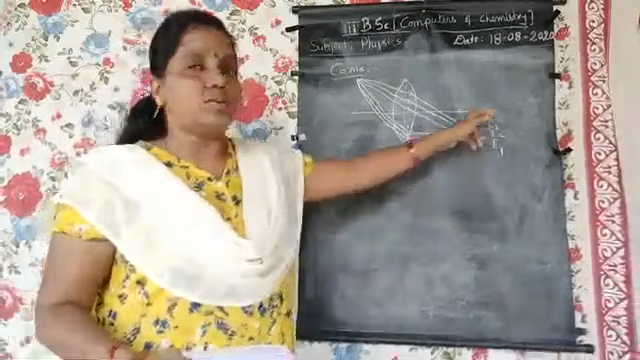 III B.Sc (Computers & Chemistry)
Subject: Physics.
Date: 18-08-2020
Coma.